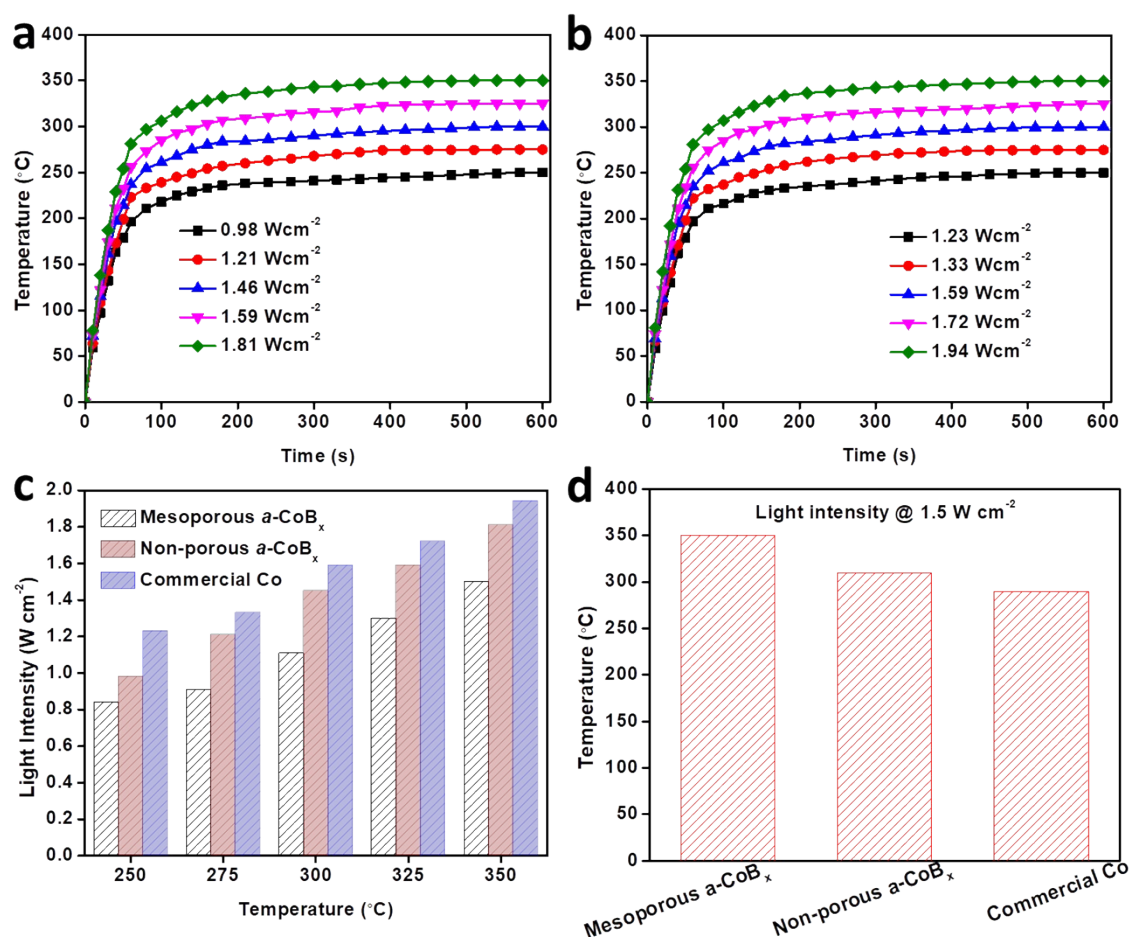 a
400
350
300
250
200
150
100
50
0
Temperature (°C)
0.98 Wcm⁻²
1.21 Wcm⁻²
1.46 Wcm⁻²
1.59 Wcm⁻²
1.81 Wcm⁻²
0 100 200 300 400 500 600
Time (s)
b
400
350
300
250
200
150
100
50
0
Temperature (°C)
1.23 Wcm⁻²
1.33 Wcm⁻²
1.59 Wcm⁻²
1.72 Wcm⁻²
1.94 Wcm⁻²
0 100 200 300 400 500 600
Time (s)
c
2.0
1.8
1.6
1.4
1.2
1.0
0.8
0.6
0.4
0.2
0.0
Light Intensity (W cm⁻²)
Mesoporous a-CoBₓ
Non-porous a-CoBₓ
Commercial Co
250 275 300 325 350
Temperature (°C)
d
400
350
300
250
200
150
100
50
0
Temperature (°C)
Light intensity @ 1.5 W cm⁻²
Mesoporous a-CoBₓ
Non-porous a-CoBₓ
Commercial Co